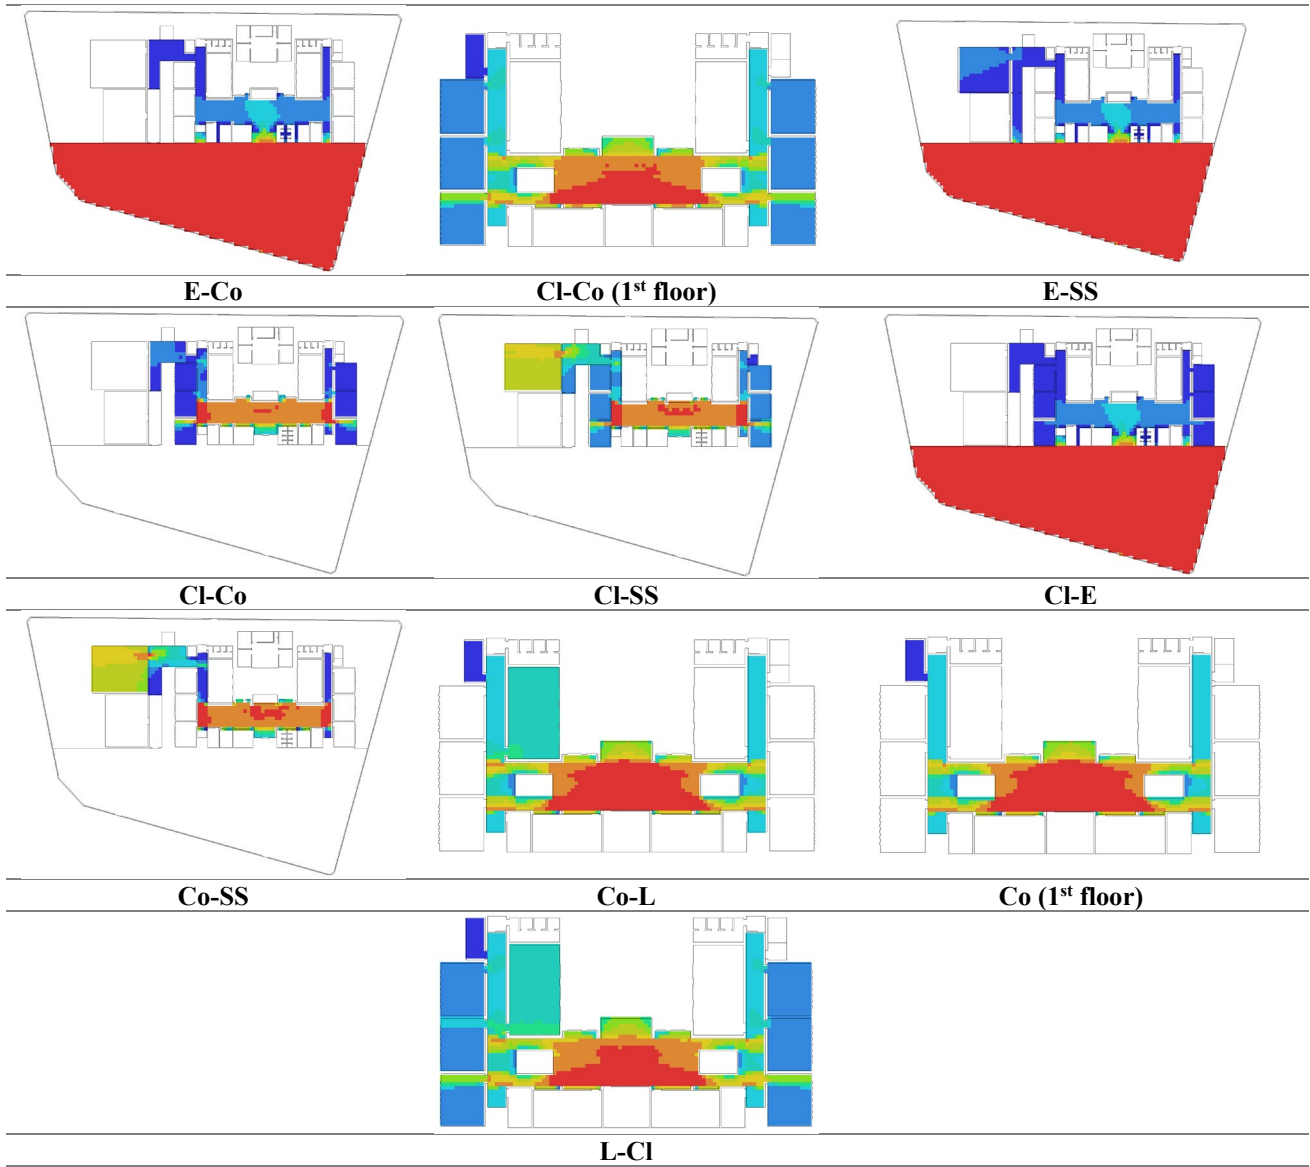 E-Co Cl-Co (1st floor) E-SS
Cl-Co Cl-SS Cl-E
Co-SS Co-L Co (1st floor)
L-Cl